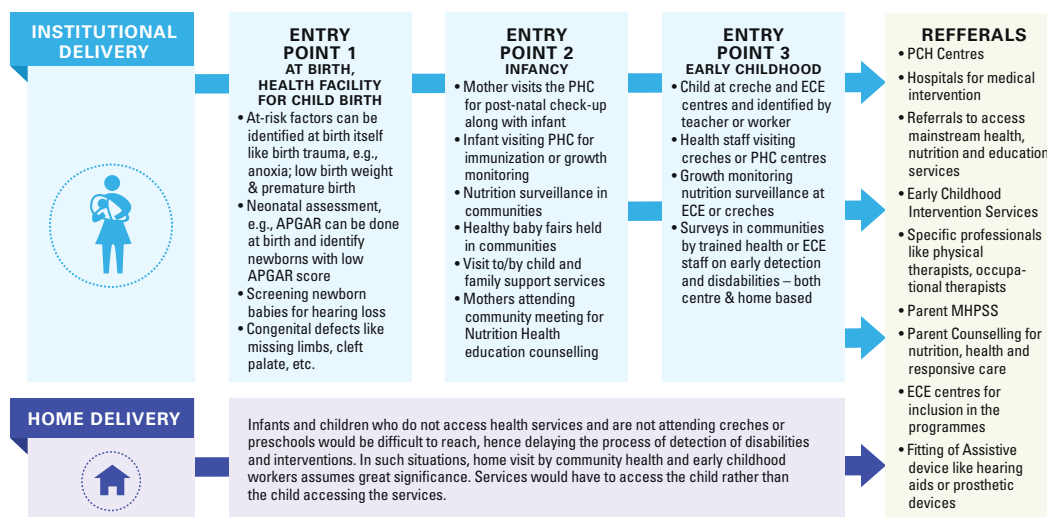 INSTITUTIONAL
DELIVERY
ENTRY
POINT 1
AT BIRTH,
HEALTH FACILITY
FOR CHILD BIRTH
• At-risk factors can be
identified at birth itself
like birth trauma, e.g.,
anoxia; low birth weight
& premature birth
• Neonatal assessment,
e.g., APGAR can be done
at birth and identify
newborns with low
APGAR score
• Screening newborn
babies for hearing loss
• Congenital defects like
missing limbs, cleft
palate, etc.
ENTRY
POINT 2
INFANCY
• Mother visits the PHC
for post-natal check-up
along with infant
• Infant visiting PHC for
immunization or growth
monitoring
• Nutrition surveillance in
communities
• Healthy baby fairs held
in communities
• Visit to/by child and
family support services
• Mothers attending
community meeting for
Nutrition Health
education counselling
ENTRY
POINT 3
EARLY CHILDHOOD
• Child at creche and ECE
centres and identified by
teacher or worker
• Health staff visiting
creches or PHC centres
• Growth monitoring
nutrition surveillance at
ECE or creches
• Surveys in communities
by trained health or ECE
staff on early detection
and disdabilities – both
centre & home based
REFFERALS
• PCH Centres
• Hospitals for medical
intervention
• Referrals to access
mainstream health,
nutrition and education
services
• Early Childhood
Intervention Services
• Specific professionals
like physical
therapists, occupa-
tional therapists
• Parent MHPSS
• Parent Counselling for
nutrition, health and
responsive care
• ECE centres for
inclusion in the
programmes
• Fitting of Assistive
device like hearing
aids or prosthetic
devices
HOME DELIVERY
Infants and children who do not access health services and are not attending creches or
preschools would be difficult to reach, hence delaying the process of detection of disabilities
and interventions. In such situations, home visit by community health and early childhood
workers assumes great significance. Services would have to access the child rather than
the child accessing the services.